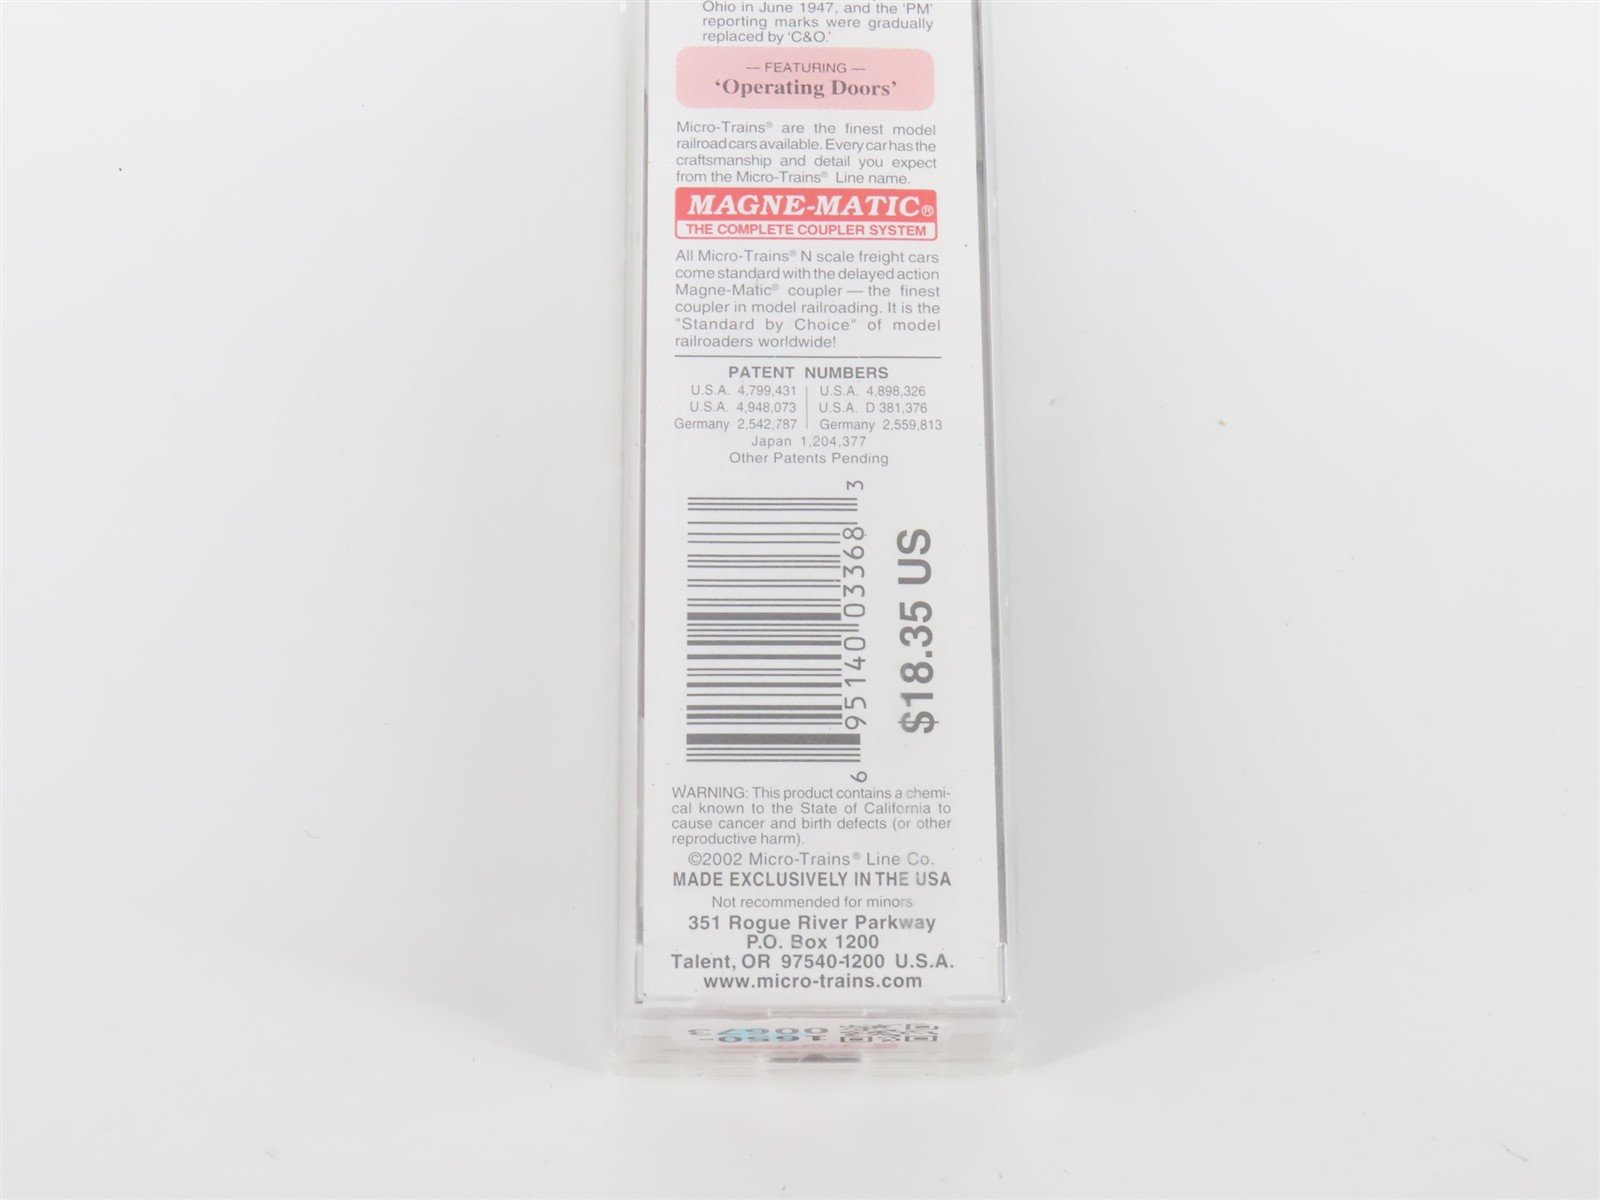 Ohio in June 1947, and the 'PM'
reporting marks were gradually
replaced by 'C&O.'
— FEATURING —
'Operating Doors'
Micro-Trains® are the finest model
railroad cars available. Every car has the
craftsmanship and detail you expect
from the Micro-Trains® Line name.
MAGNE-MATIC®
THE COMPLETE COUPLER SYSTEM
All Micro-Trains® N scale freight cars
come standard with the delayed action
Magne-Matic® coupler — the finest
coupler in model railroading. It is the
"Standard by Choice" of model
railroaders worldwide!
PATENT NUMBERS
U.S.A. 4,799,431 | U.S.A. 4,898,326
U.S.A. 4,948,073 | U.S.A. D 381,376
Germany 2,542,787 | Germany 2,559,813
Japan 1,204,377
Other Patents Pending
6 95140 03368 3
$18.35 US
WARNING: This product contains a chemi-
cal known to the State of California to
cause cancer and birth defects (or other
reproductive harm).
©2002 Micro-Trains® Line Co.
MADE EXCLUSIVELY IN THE USA
Not recommended for minors
351 Rogue River Parkway
P.O. Box 1200
Talent, OR 97540-1200 U.S.A.
www.micro-trains.com
1650-
00673